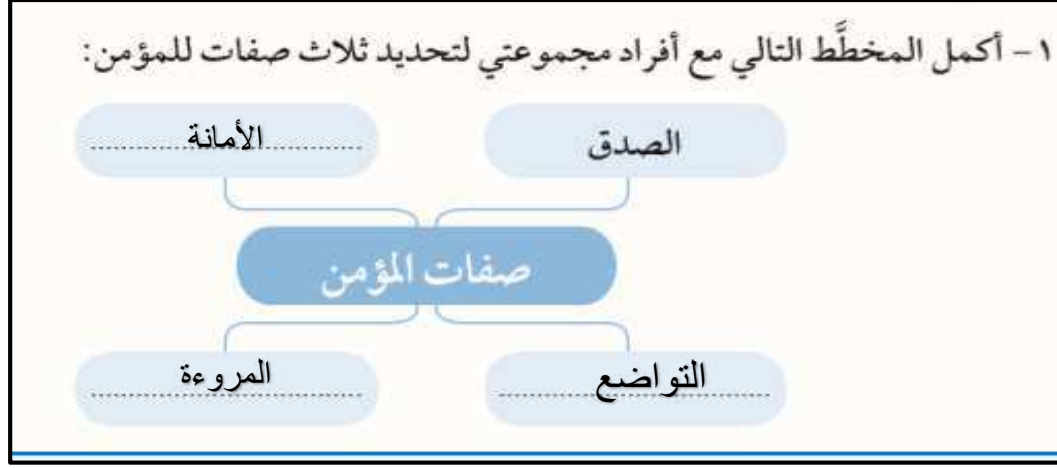 ١ - أكمل المخطَّط التالي مع أفراد مجموعتي لتحديد ثلاث صفات للمؤمن:
الصدق
الأمانة
صفات المؤمن
التواضع
المروءة